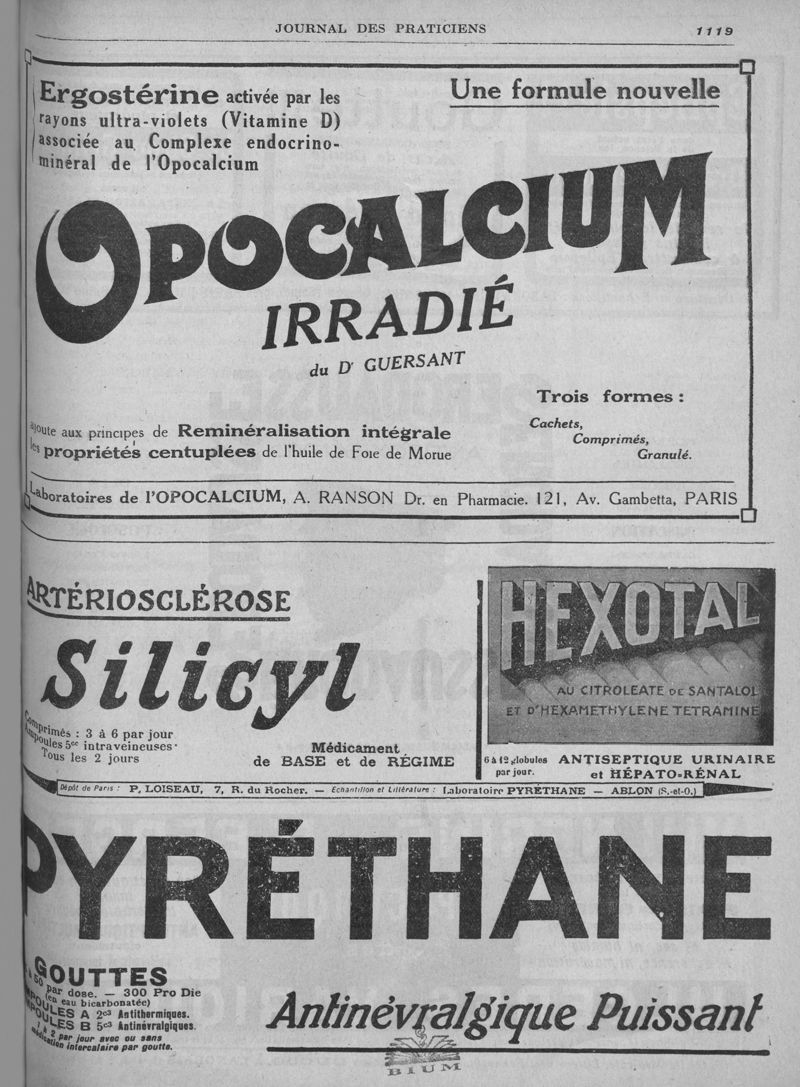 JOURNAL DES PRATICIENS 1119
Ergostérine activée par les
rayons ultra-violets (Vitamine D)
associée au Complexe endocrino-
minéral de l'Opocalcium
Une formule nouvelle
OPOCALCIUM
IRRADIÉ
du Dr GUERSANT
Trois formes :
Cachets,
Comprimés,
Granulé.
ajoute aux principes de Reminéralisation intégrale
les propriétés centuplées de l'huile de Foie de Morue
Laboratoires de l'OPOCALCIUM, A. RANSON Dr. en Pharmacie. 121, Av. Gambetta, PARIS
ARTÉRIOSCLÉROSE
Silicyl
Comprimés : 3 à 6 par jour
Ampoules 5cc intraveineuses
Tous les 2 jours
Médicament
de BASE et de RÉGIME
HEXOTAL
AU CITROLEATE DE SANTALOL
ET D'HEXAMETHYLENE TETRAMINE
6 à 12 globules
par jour.
ANTISEPTIQUE URINAIRE
et HÉPATO-RÉNAL
Dépôt de Paris : P. LOISEAU, 7, R. du Rocher. — Echantillon et Littérature : Laboratoire PYRÉTHANE — ABLON (S.-et-O.)
PYRÉTHANE
GOUTTES
par dose. — 300 Pro Die
(en eau bicarbonatée)
AMPOULES A 2c3 Antithermiques.
AMPOULES B 5c3 Antinévralgiques.
1 à 2 par jour avec ou sans
médication intercalaire par gouttes.
Antinévralgique Puissant
BIUM